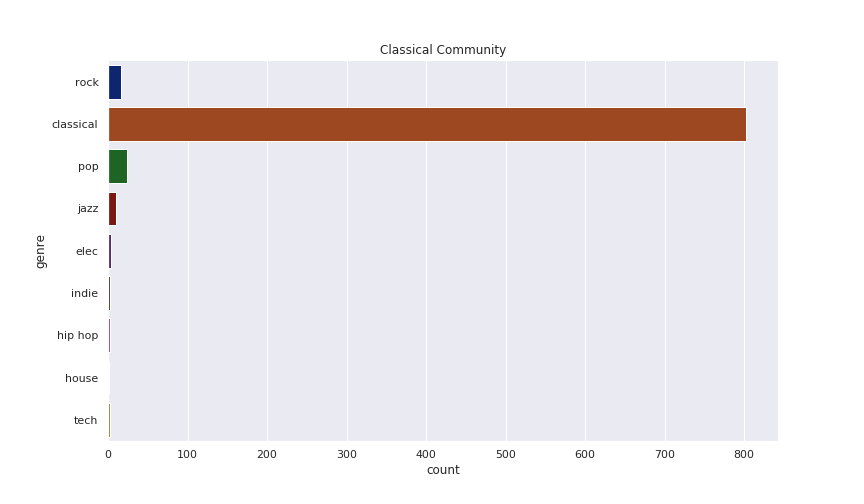 Classical Community
rock
classical
pop
jazz
elec
genre
indie
hip hop
house
tech
0 100 200 300 400 500 600 700 800
count